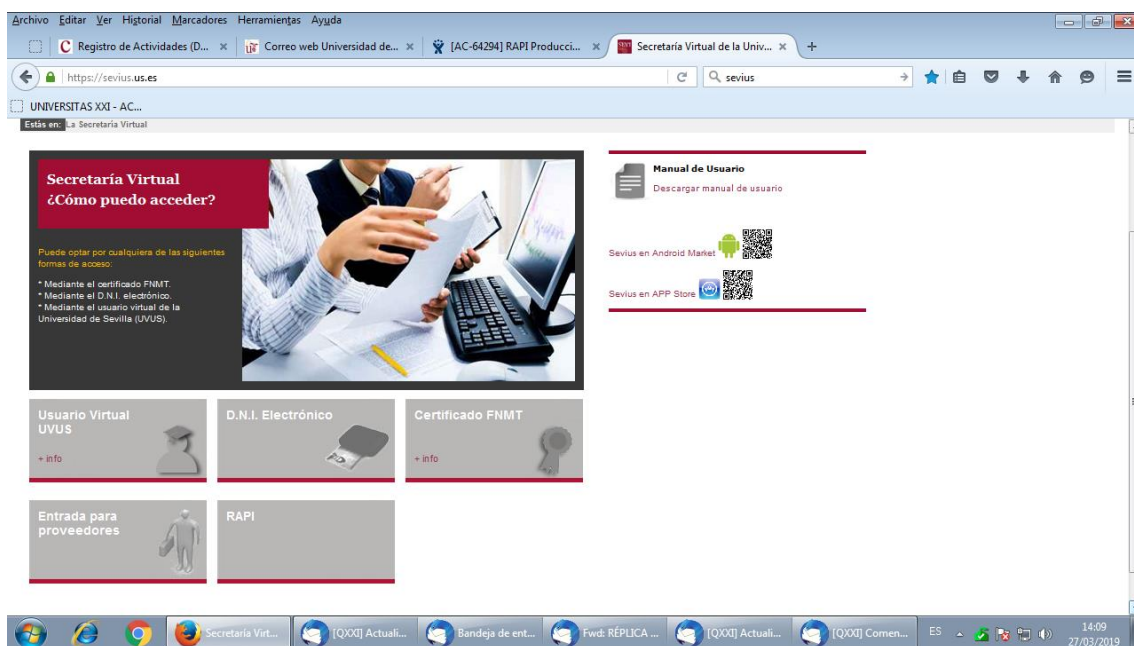 Archivo Editar Ver Historial Marcadores Herramientas Ayuda
Registro de Actividades (D... × Correo web Universidad de... × [AC-64294] RAPI Producci... × Secretaría Virtual de la Univ... × +
https://sevius.us.es sevius
UNIVERSITAS XXI - AC...
Estás en: La Secretaría Virtual
Secretaría Virtual
¿Cómo puedo acceder?
Puede optar por cualquiera de las siguientes
formas de acceso:
* Mediante el certificado FNMT.
* Mediante el D.N.I. electrónico.
* Mediante el usuario virtual de la
Universidad de Sevilla (UVUS).
Manual de Usuario
Descargar manual de usuario
Sevius en Android Market
Sevius en APP Store
Usuario Virtual
UVUS
+ info
D.N.I. Electrónico
Certificado FNMT
+ info
Entrada para
proveedores
RAPI
Secretaría Virt... [QXXI] Actuali... Bandeja de ent... Fwd: RÉPLICA ... [QXXI] Actuali... [QXXI] Comen... ES 14:09
27/03/2019